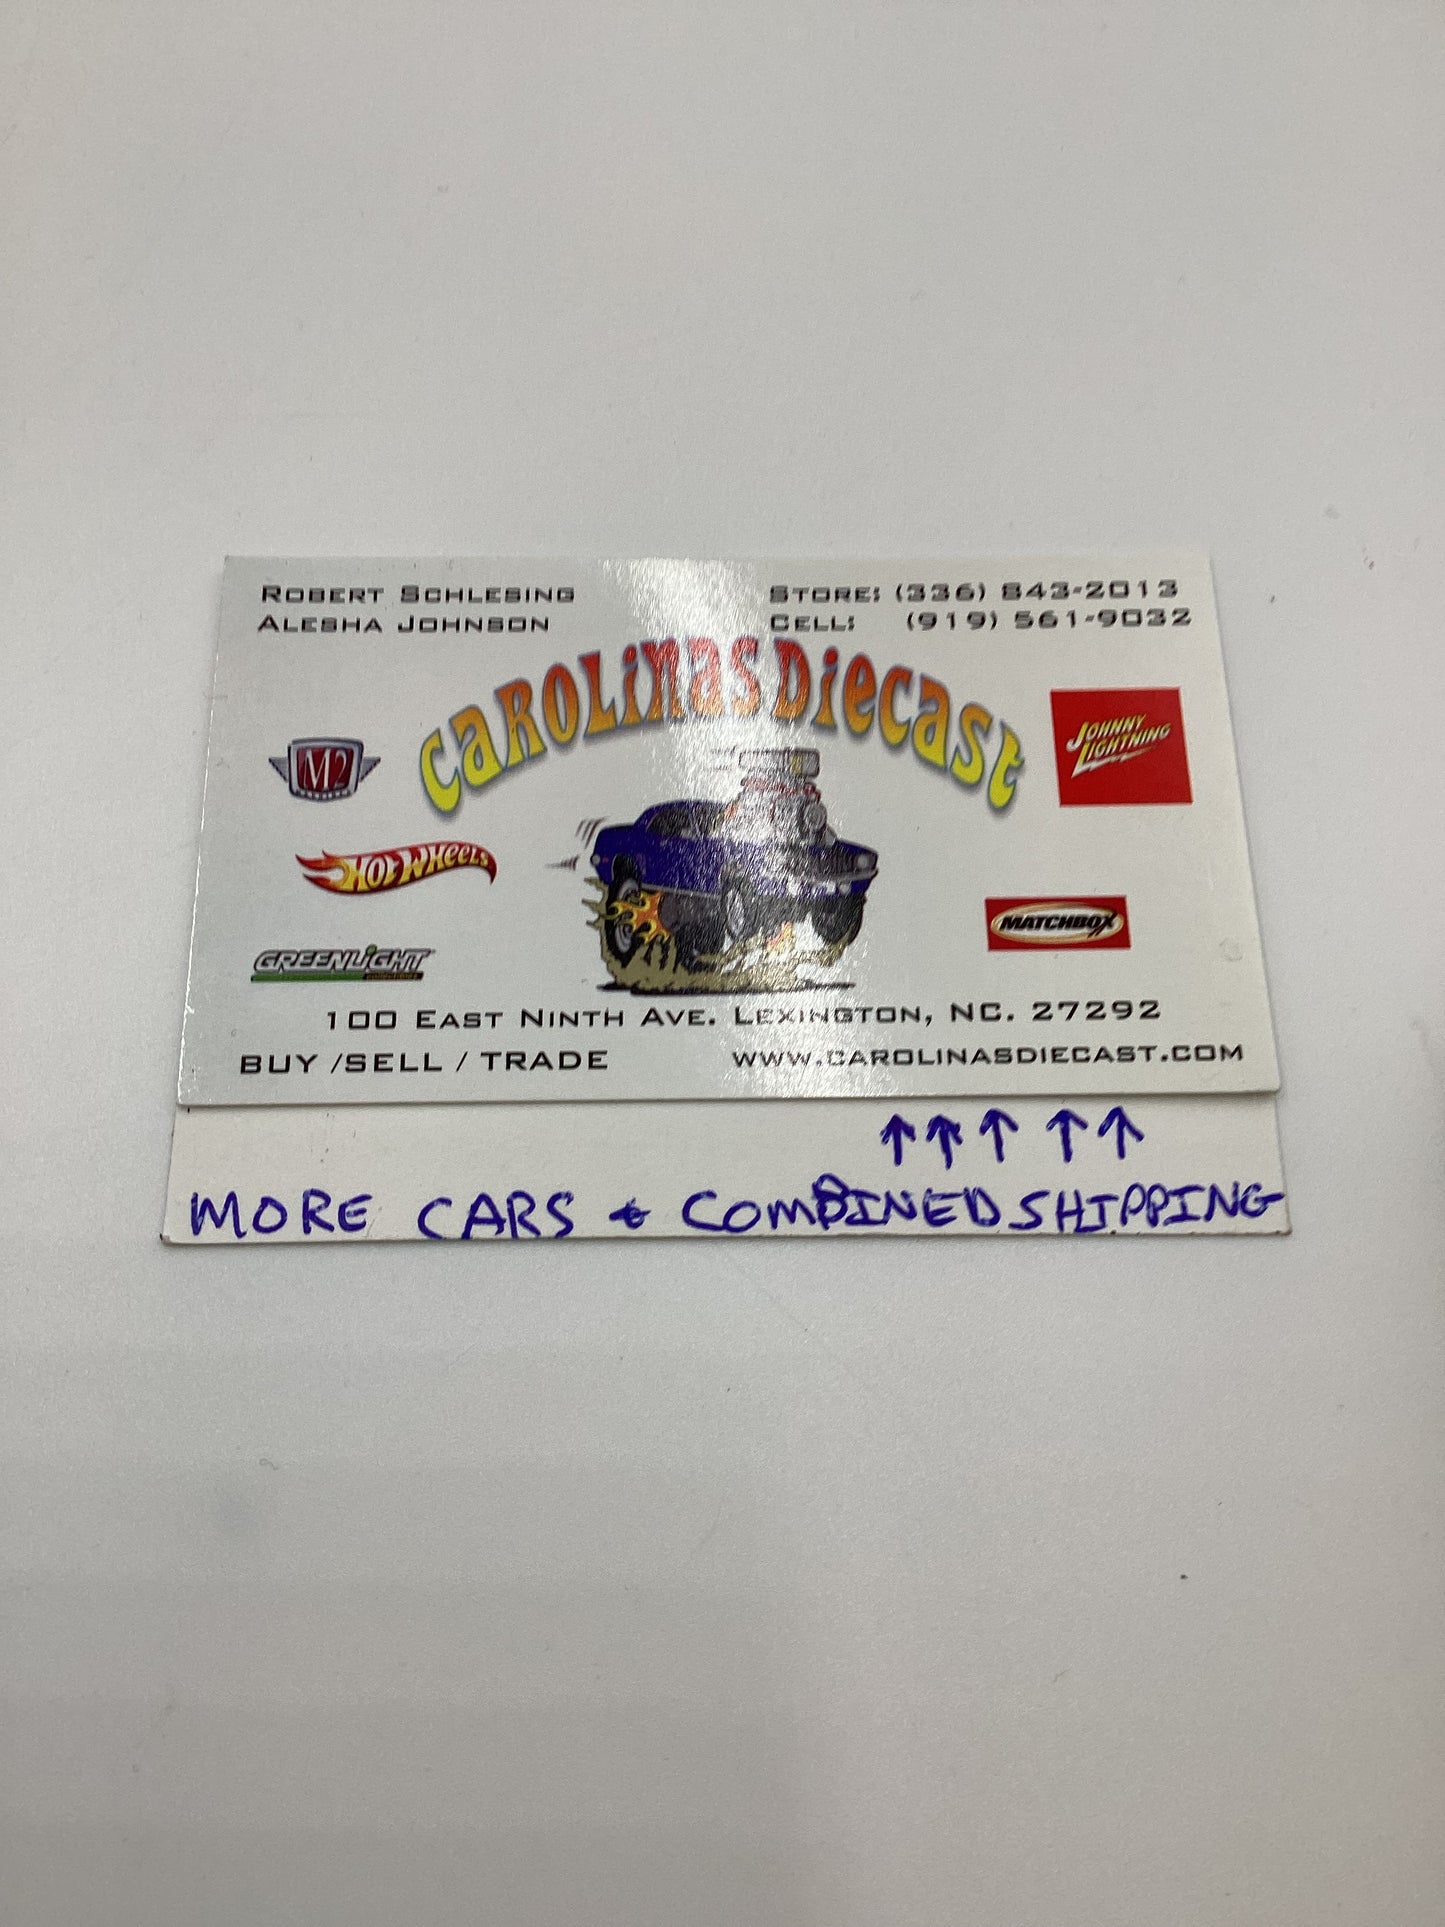 ROBERT SCHLESING
ALESHA JOHNSON
STORE: (336) 843-2013
CELL: (919) 561-9032
CAROLINAS DIECAST
M2
JOHNNY
LIGHTNING
HOT WHEELS
MATCHBOX
GREENLIGHT
100 EAST NINTH AVE. LEXINGTON, NC. 27292
BUY /SELL / TRADE
WWW.CAROLINASDIECAST.COM
↑↑↑ ↑↑
MORE CARS & COMBINED SHIPPING